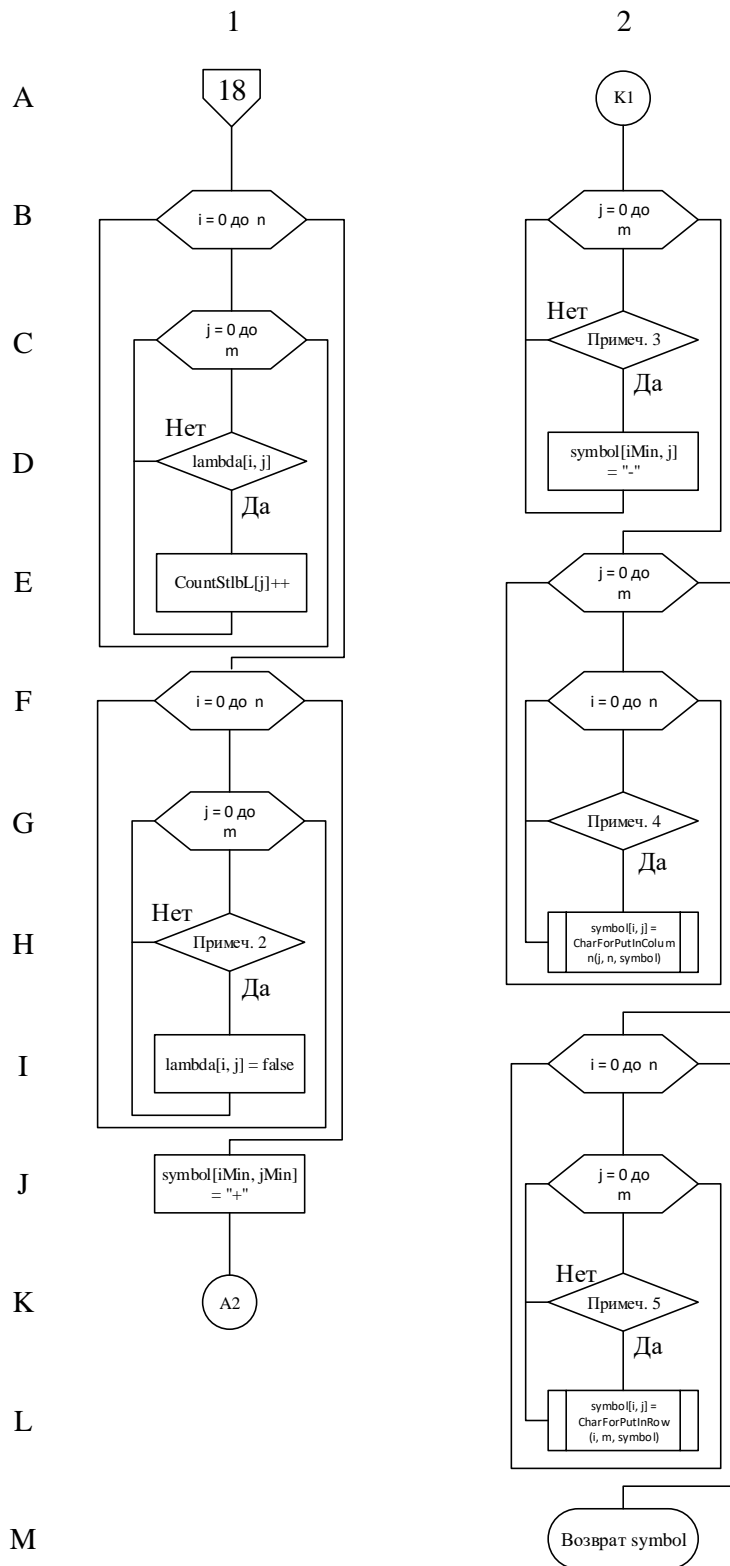 1
2
A
B
C
D
E
F
G
H
I
J
K
L
M
18
i = 0 до n
j = 0 до
m
Нет
lambda[i, j]
Да
CountStlbL[j]++
i = 0 до n
j = 0 до
m
Нет
Примеч. 2
Да
lambda[i, j] = false
symbol[iMin, jMin]
= "+"
A2
K1
j = 0 до
m
Нет
Примеч. 3
Да
symbol[iMin, j]
= "-"
j = 0 до
m
i = 0 до n
Примеч. 4
Да
symbol[i, j] =
CharForPutInColum
n(j, n, symbol)
i = 0 до n
j = 0 до
m
Нет
Примеч. 5
Да
symbol[i, j] =
CharForPutInRow
(i, m, symbol)
Возврат symbol